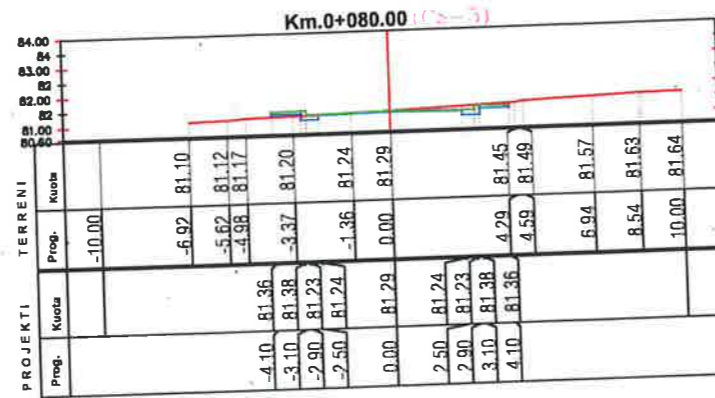 Km.0+080.00 (Cs-5)
84.00
84
83.00
82
82.00
82
81.00
80.60
TERRENI
Kuota
81.10 81.12 81.17 81.20 81.24 81.29 81.45 81.49 81.57 81.63 81.64
Prog.
-10.00 -6.92 -5.62 -4.98 -3.37 -1.36 0.00 4.29 4.59 6.94 8.54 10.00
PROJEKTI
Kuota
81.36 81.38 81.23 81.24 81.29 81.24 81.23 81.38 81.36
Prog.
-4.10 -3.10 -2.90 -2.50 0.00 2.50 2.90 3.10 4.10